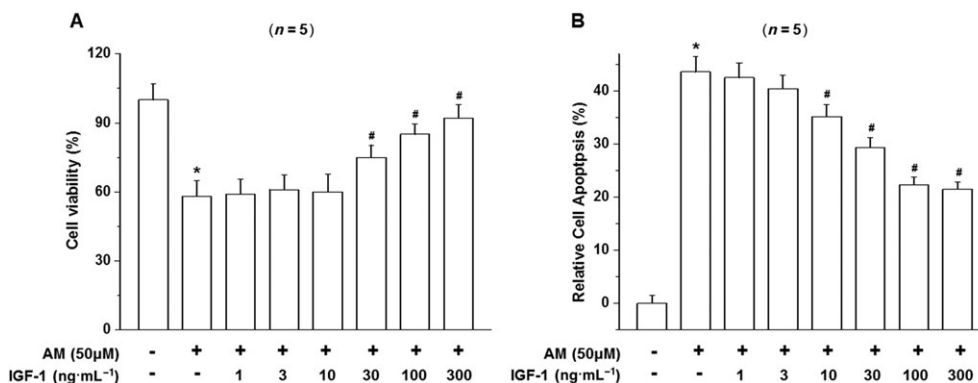 A
(n = 5)
Cell viability (%)
120
90
60
30
0
*
#
#
#
AM (50μM) - + + + + + + +
IGF-1 (ng·mL⁻¹) - - 1 3 10 30 100 300
B
(n = 5)
Relative Cell Apoptpsis (%)
40
30
20
10
0
*
#
#
#
#
AM (50μM) - + + + + + + +
IGF-1 (ng·mL⁻¹) - - 1 3 10 30 100 300